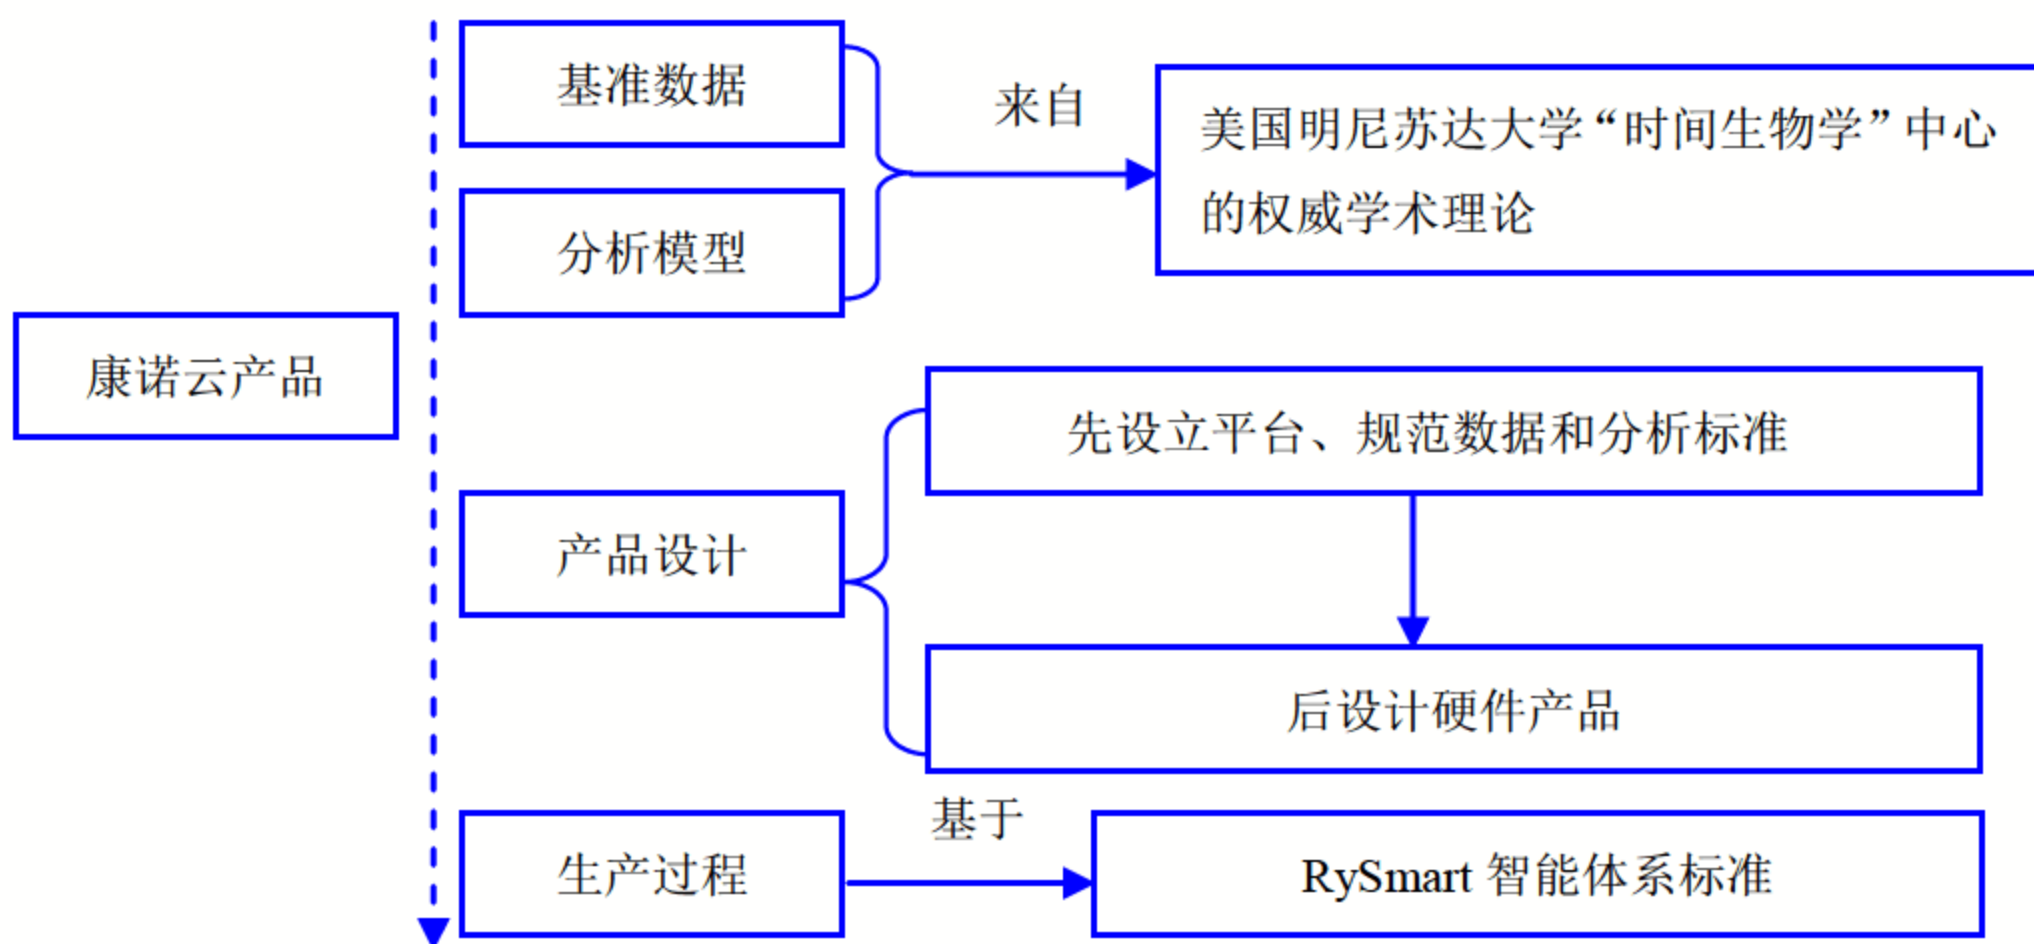 基准数据
来自
美国明尼苏达大学“时间生物学”中心
的权威学术理论
分析模型
康诺云产品
先设立平台、规范数据和分析标准
产品设计
后设计硬件产品
基于
生产过程
RySmart 智能体系标准